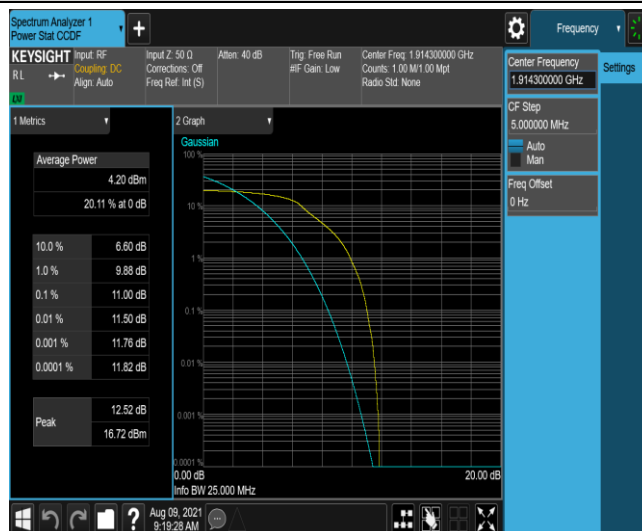 Spectrum Analyzer 1
Power Stat CCDF
+
Frequency
KEYSIGHT
RL
LXI
Input: RF
Coupling: DC
Align: Auto
Input Z: 50 Ω
Corrections: Off
Freq Ref: Int (S)
Atten: 40 dB
Trig: Free Run
#IF Gain: Low
Center Freq: 1.914300000 GHz
Counts: 1.00 M/1.00 Mpt
Radio Std: None
Center Frequency
1.914300000 GHz
Settings
CF Step
5.000000 MHz
Auto
Man
Freq Offset
0 Hz
1 Metrics
Average Power
4.20 dBm
20.11 % at 0 dB
10.0 % 6.60 dB
1.0 % 9.88 dB
0.1 % 11.00 dB
0.01 % 11.50 dB
0.001 % 11.76 dB
0.0001 % 11.82 dB
Peak
12.52 dB
16.72 dBm
2 Graph
Gaussian
100 %
10 %
1 %
0.1 %
0.01 %
0.001 %
0.0001 %
0.00 dB 20.00 dB
Info BW 25.000 MHz
?
Aug 09, 2021
9:19:28 AM